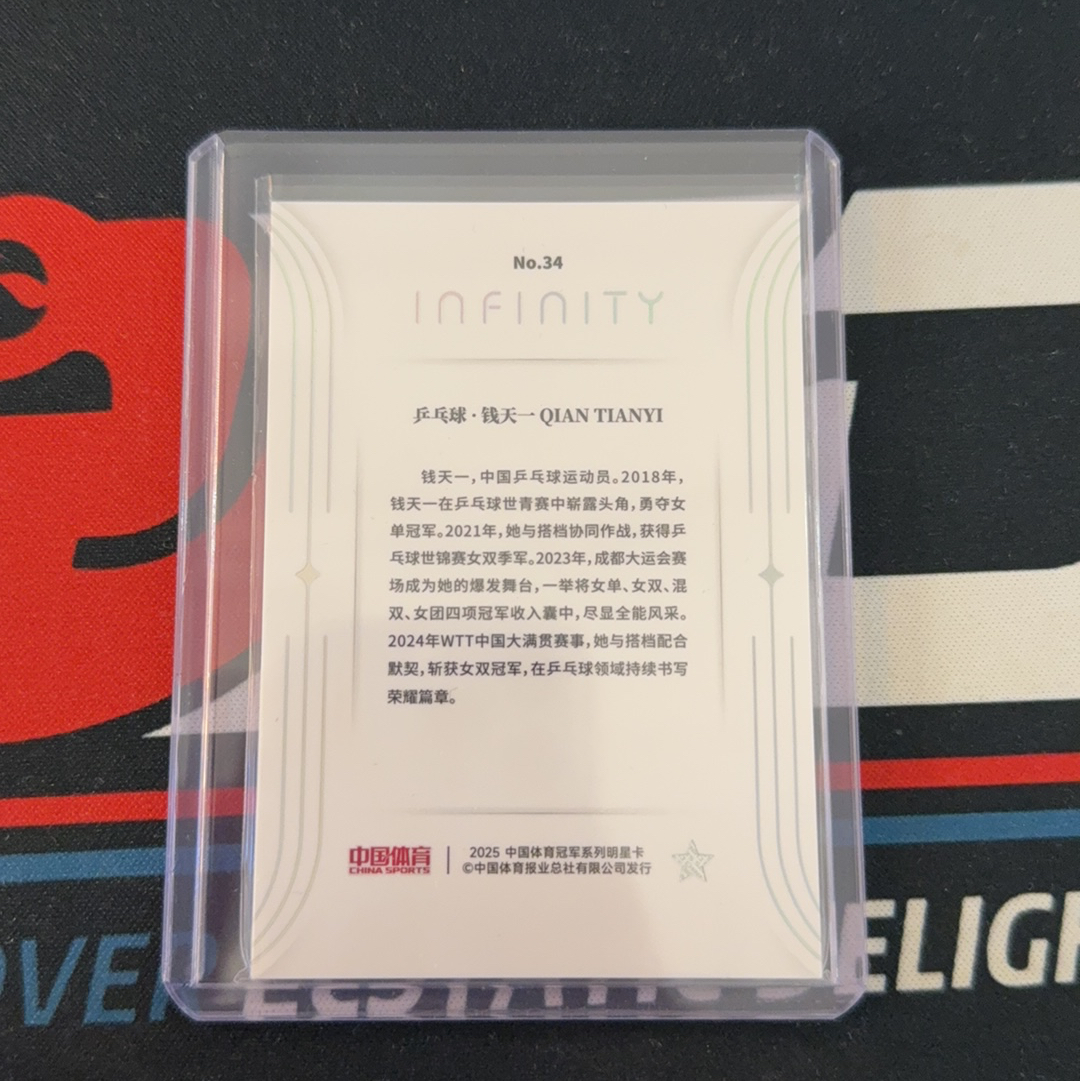 No.34
INFINITY
乒乓球·钱天一 QIAN TIANYI
钱天一，中国乒乓球运动员。2018年，
钱天一在乒乓球世青赛中崭露头角，勇夺女
单冠军。2021年，她与搭档协同作战，获得乒
乓球世锦赛女双季军。2023年，成都大运会赛
场成为她的爆发舞台，一举将女单、女双、混
双、女团四项冠军收入囊中，尽显全能风采。
2024年WTT中国大满贯赛事，她与搭档配合
默契，斩获女双冠军，在乒乓球领域持续书写
荣耀篇章。
中国体育
CHINA SPORTS
2025 中国体育冠军系列明星卡
©中国体育报业总社有限公司发行
OVER
ELIGH